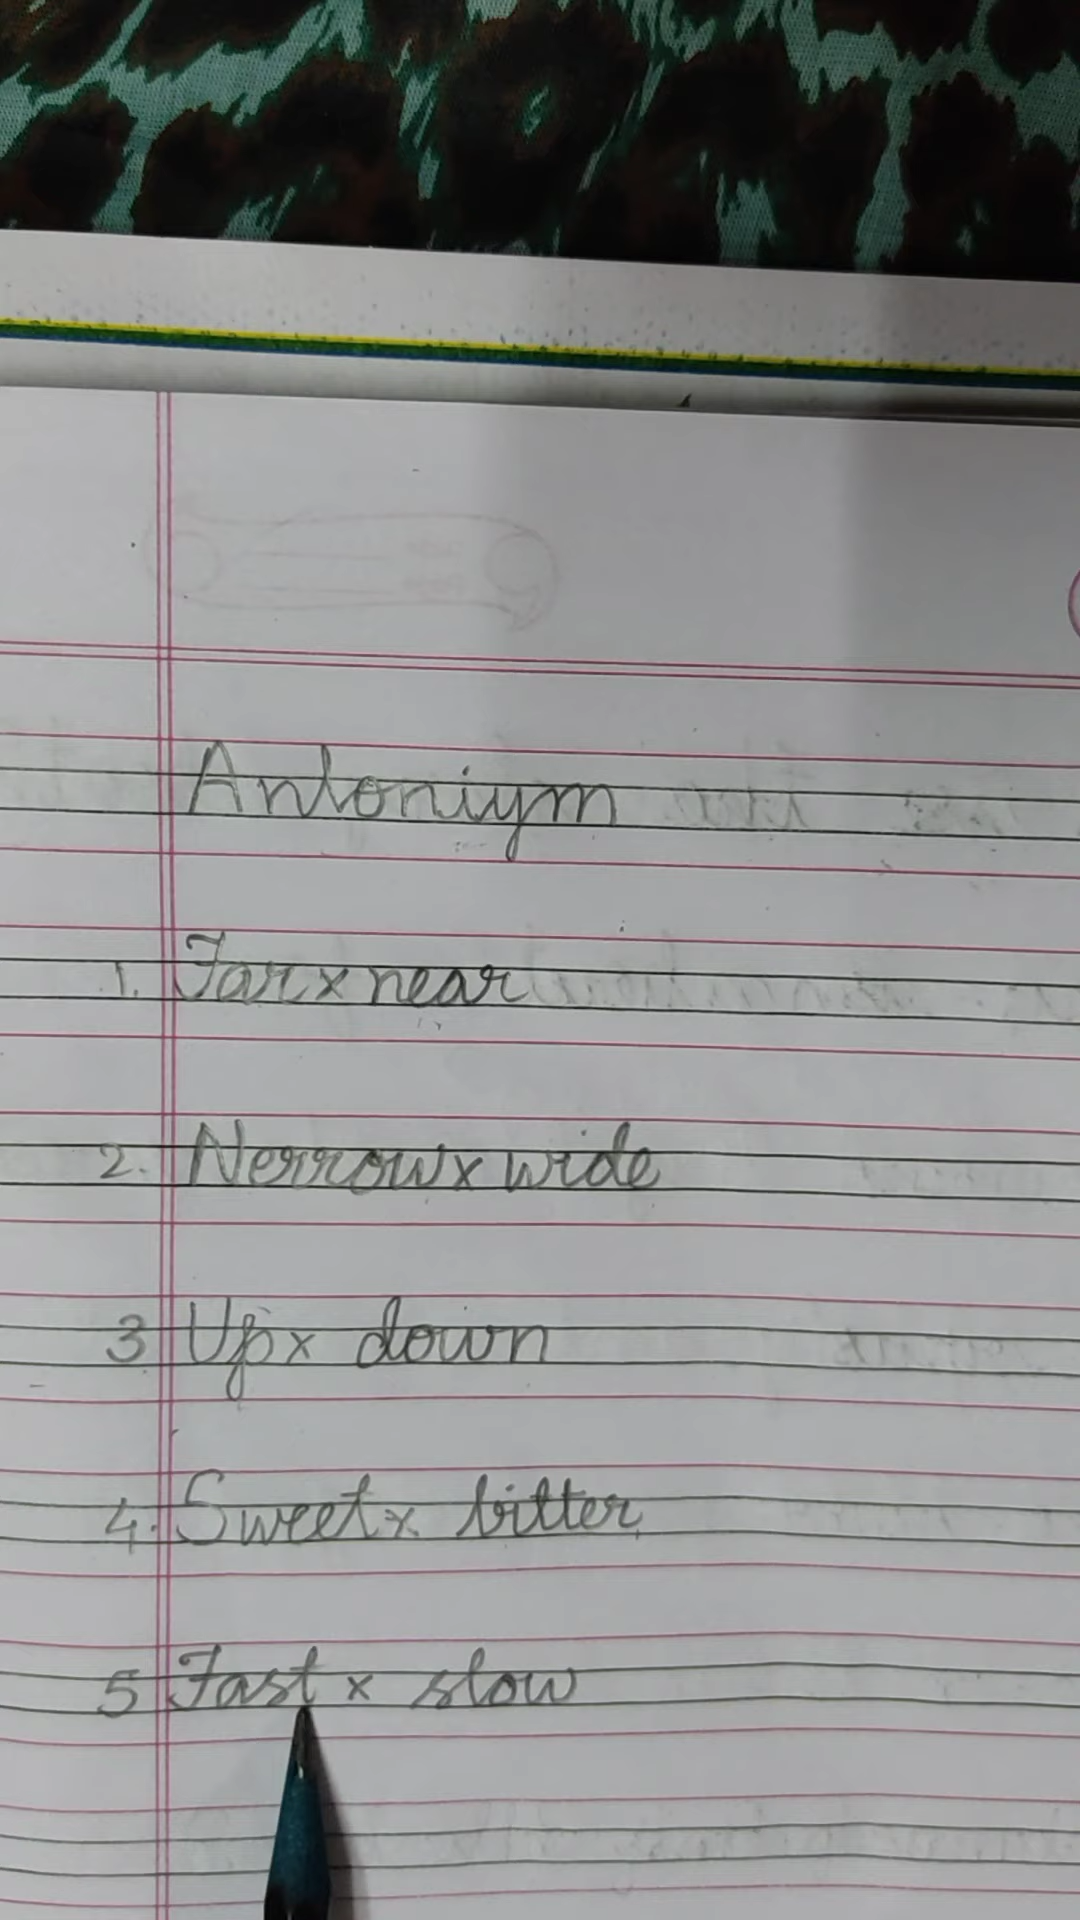 Antoniym
1. Far x near
2. Nerrow x wide
3 Up x down
4. Sweet x bitter
5 Fast x slow